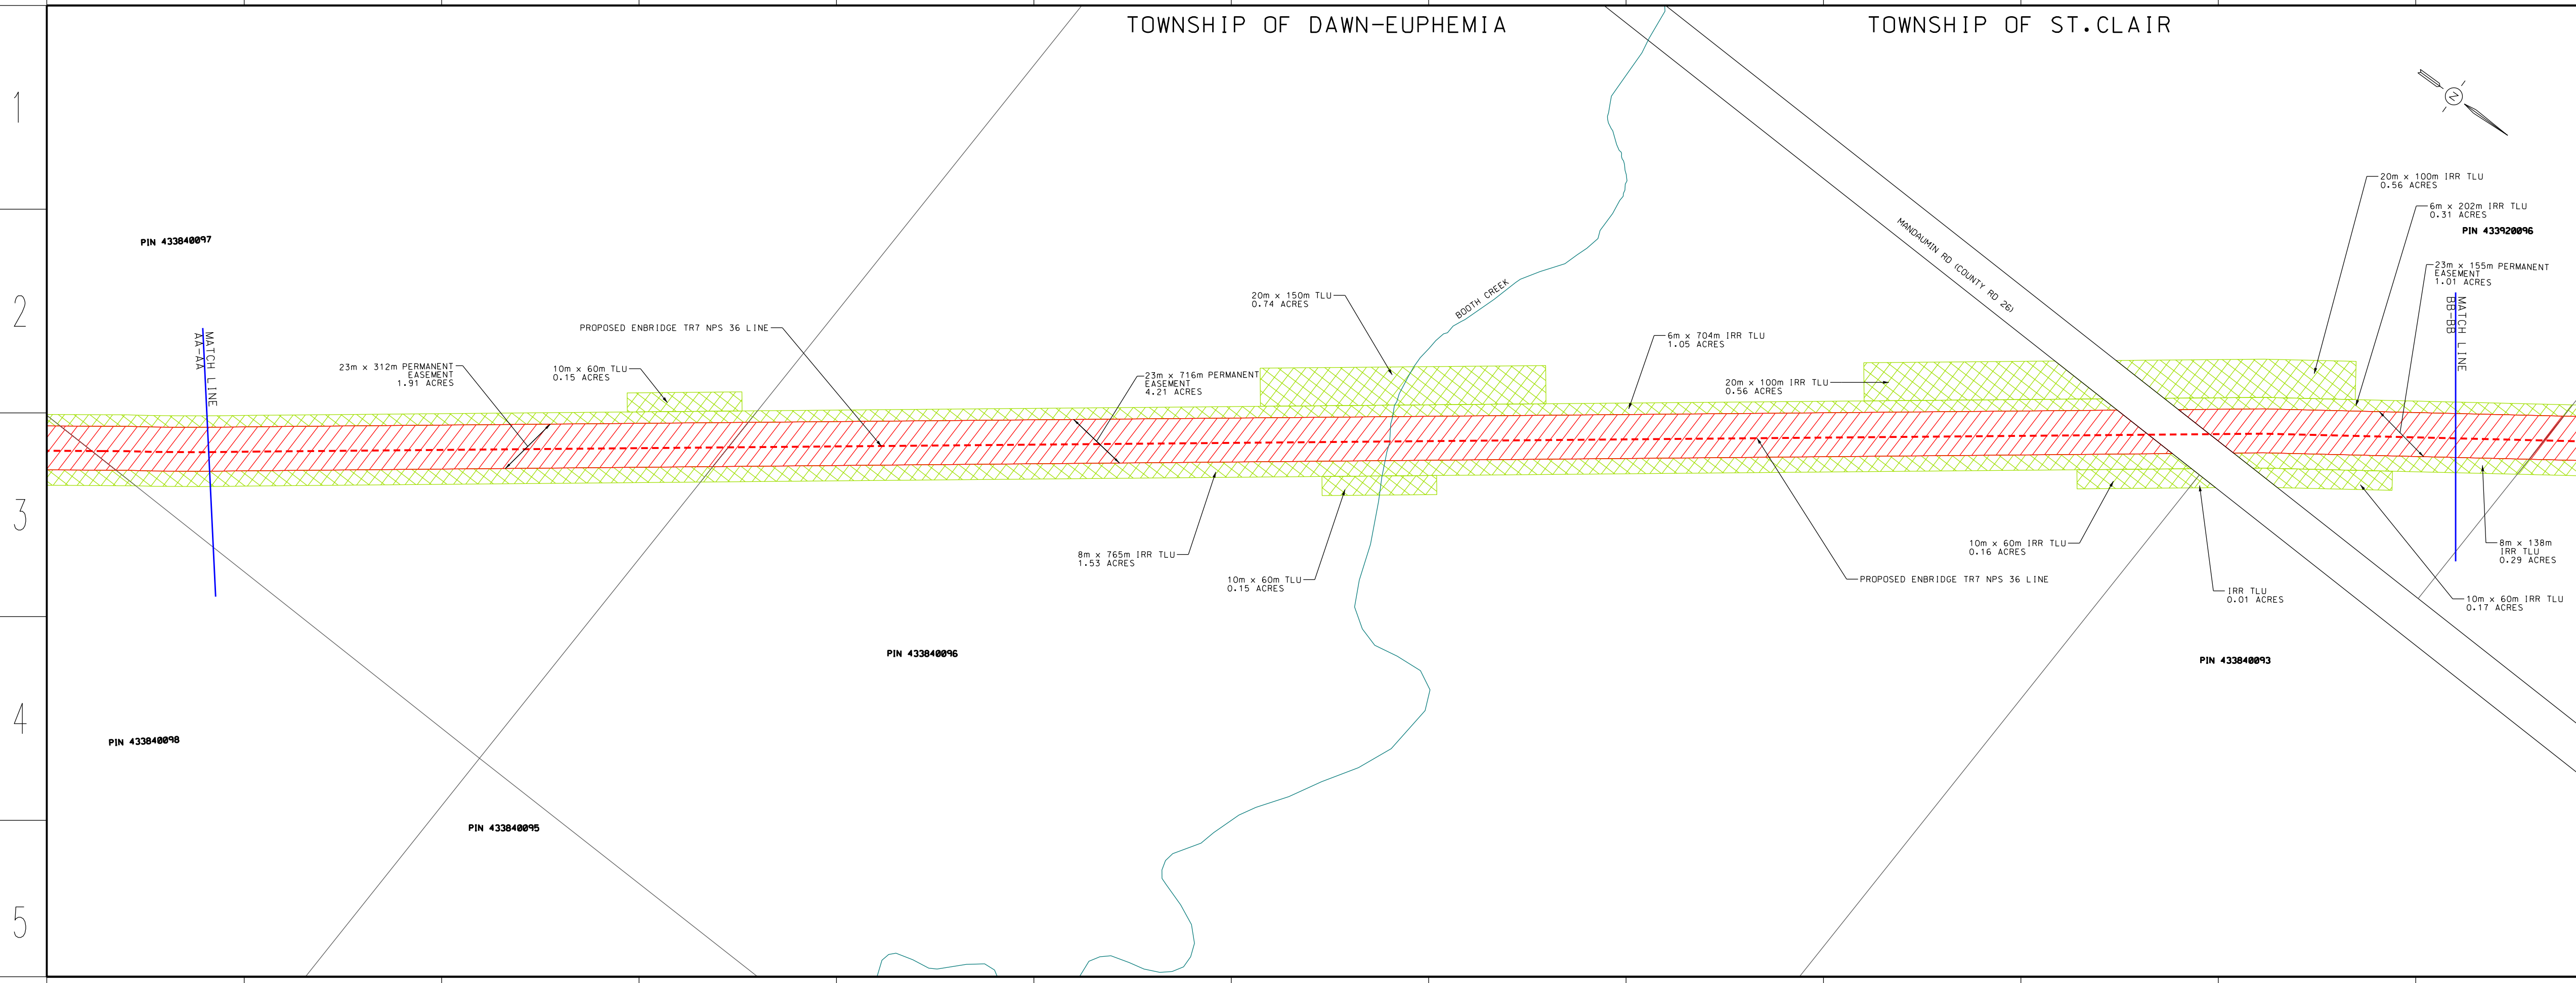 TOWNSHIP OF DAWN-EUPHEMIA
TOWNSHIP OF ST.CLAIR
1
2
3
4
5
N
PIN 433840097
MATCH LINE
AA-AA
23m x 312m PERMANENT
EASEMENT
1.91 ACRES
10m x 60m TLU
0.15 ACRES
PROPOSED ENBRIDGE TR7 NPS 36 LINE
23m x 716m PERMANENT
EASEMENT
4.21 ACRES
20m x 150m TLU
0.74 ACRES
BOOTH CREEK
6m x 704m IRR TLU
1.05 ACRES
20m x 100m IRR TLU
0.56 ACRES
MANDAUMIN RD (COUNTY RD 26)
20m x 100m IRR TLU
0.56 ACRES
6m x 202m IRR TLU
0.31 ACRES
PIN 433920096
23m x 155m PERMANENT
EASEMENT
1.01 ACRES
MATCH LINE
BB-BB
8m x 765m IRR TLU
1.53 ACRES
10m x 60m TLU
0.15 ACRES
10m x 60m IRR TLU
0.16 ACRES
PROPOSED ENBRIDGE TR7 NPS 36 LINE
IRR TLU
0.01 ACRES
8m x 138m
IRR TLU
0.29 ACRES
10m x 60m IRR TLU
0.17 ACRES
PIN 433840096
PIN 433840093
PIN 433840098
PIN 433840095